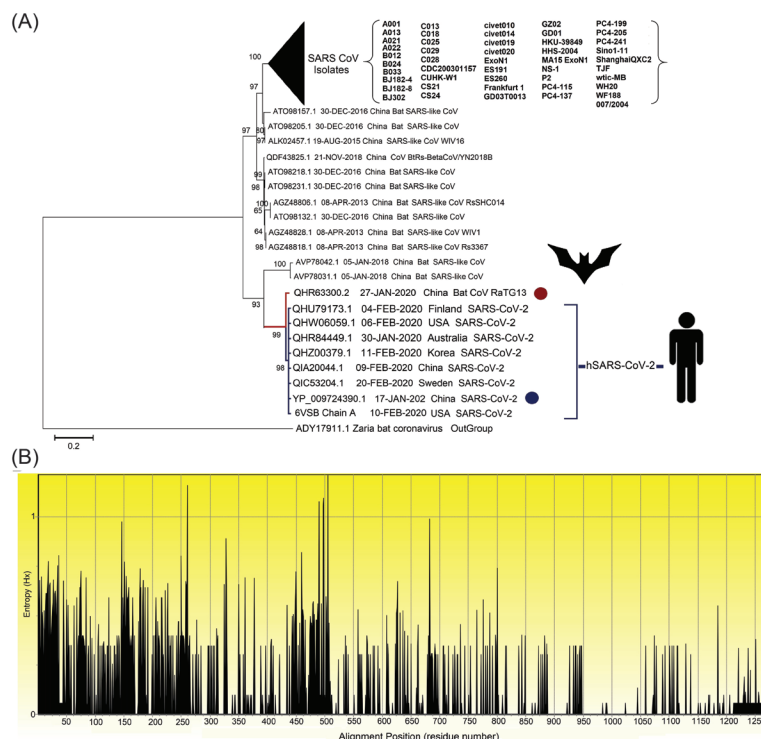 (A)
SARS CoV
Isolates
A001
A013
A021
A022
B012
B024
B033
BJ182-4
BJ182-8
BJ302
C013
C018
C025
C029
C028
CDC200301157
CUHK-W1
CS21
CS24
civet010
civet014
civet019
civet020
ExoN1
ES191
ES260
Frankfurt 1
GD03T0013
GZ02
GD01
HKU-39849
HHS-2004
MA15 ExoN1
NS-1
P2
PC4-115
PC4-137
PC4-199
PC4-205
PC4-241
Sino1-11
ShanghaiQXC2
TJF
wtic-MB
WH20
WF188
007/2004
100
97
97
80
97
ATO98157.1 30-DEC-2016 China Bat SARS-like CoV
ATO98205.1 30-DEC-2016 China Bat SARS-like CoV
ALK02457.1 19-AUG-2015 China SARS-like CoV WIV16
QDF43825.1 21-NOV-2018 China CoV BtRs-BetaCoV/YN2018B
99
ATO98218.1 30-DEC-2016 China Bat SARS-like CoV
98
ATO98231.1 30-DEC-2016 China Bat SARS-like CoV
100
AGZ48806.1 08-APR-2013 China Bat SARS-like CoV RsSHC014
65
ATO98132.1 30-DEC-2016 China Bat SARS-like CoV
64
AGZ48828.1 08-APR-2013 China Bat SARS-like CoV WIV1
98
AGZ48818.1 08-APR-2013 China Bat SARS-like CoV Rs3367
100
AVP78042.1 05-JAN-2018 China Bat SARS-like CoV
AVP78031.1 05-JAN-2018 China Bat SARS-like CoV
93
QHR63300.2 27-JAN-2020 China Bat CoV RaTG13
QHU79173.1 04-FEB-2020 Finland SARS-CoV-2
QHW06059.1 06-FEB-2020 USA SARS-CoV-2
99
QHR84449.1 30-JAN-2020 Australia SARS-CoV-2
QHZ00379.1 11-FEB-2020 Korea SARS-CoV-2
98
QIA20044.1 09-FEB-2020 China SARS-CoV-2
QIC53204.1 20-FEB-2020 Sweden SARS-CoV-2
YP_009724390.1 17-JAN-202 China SARS-CoV-2
6VSB Chain A 10-FEB-2020 USA SARS-CoV-2
hSARS-CoV-2
ADY17911.1 Zaria bat coronavirus OutGroup
0.2
(B)
1
Entropy (Hx)
0
50 100 150 200 250 300 350 400 450 500 550 600 650 700 750 800 850 900 950 1000 1050 1100 1150 1200 1250
Alignment Position (residue number)